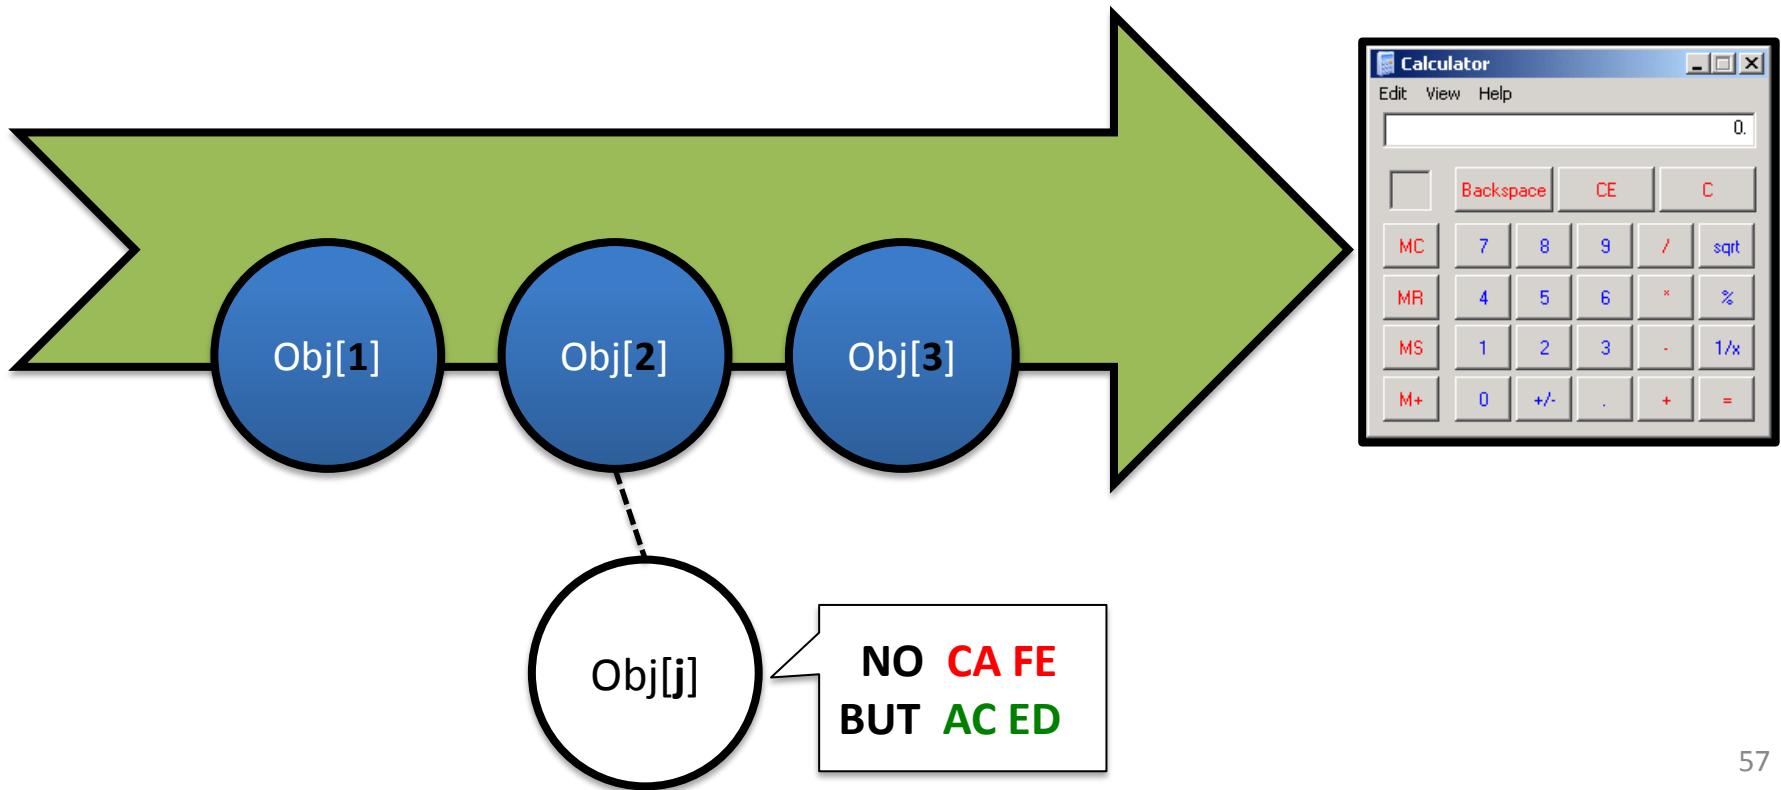 Calculator
Edit View Help
0.
Backspace CE C
MC 7 8 9 / sqrt
MR 4 5 6 * %
MS 1 2 3 - 1/x
M+ 0 +/- . + =
Obj[1] Obj[2] Obj[3]
Obj[j]
NO CA FE
BUT AC ED
57